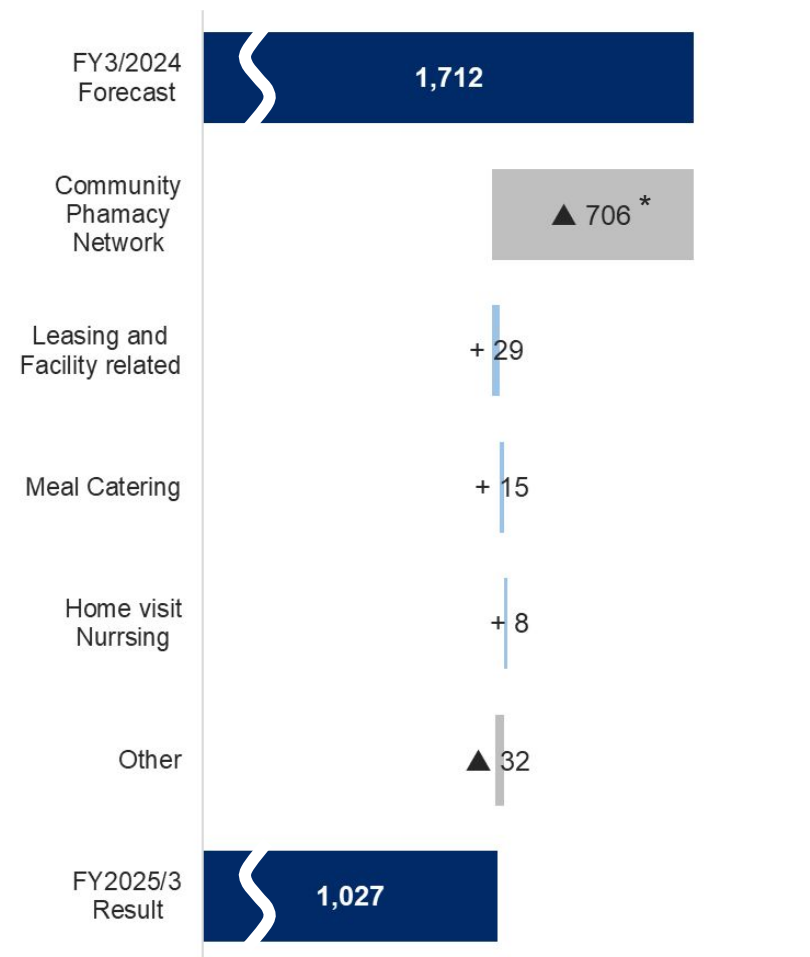 FY3/2024
Forecast
1,712
Community
Phamacy
Network
▲ 706 *
Leasing and
Facility related
+ 29
Meal Catering
+ 15
Home visit
Nurrsing
+ 8
Other
▲ 32
FY2025/3
Result
1,027